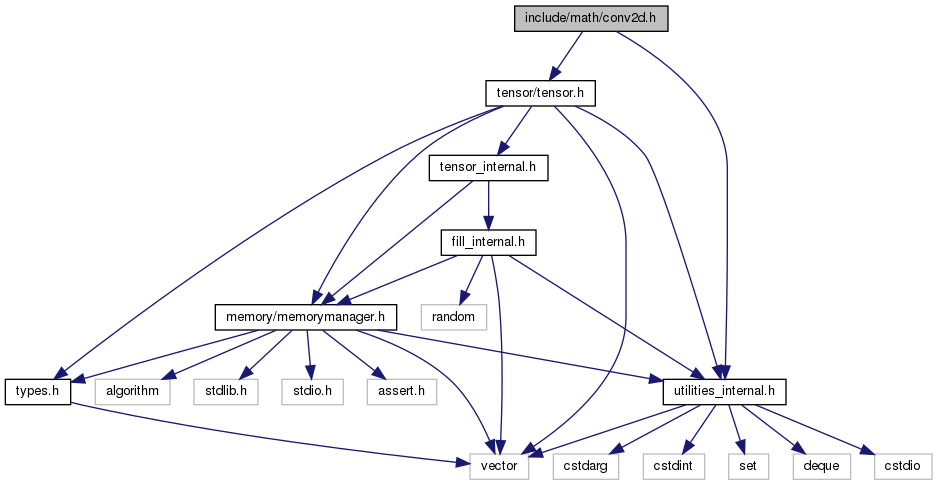 include/math/conv2d.h
tensor/tensor.h
tensor_internal.h
fill_internal.h
memory/memorymanager.h
random
types.h
algorithm
stdlib.h
stdio.h
assert.h
utilities_internal.h
vector
cstdarg
cstdint
set
deque
cstdio